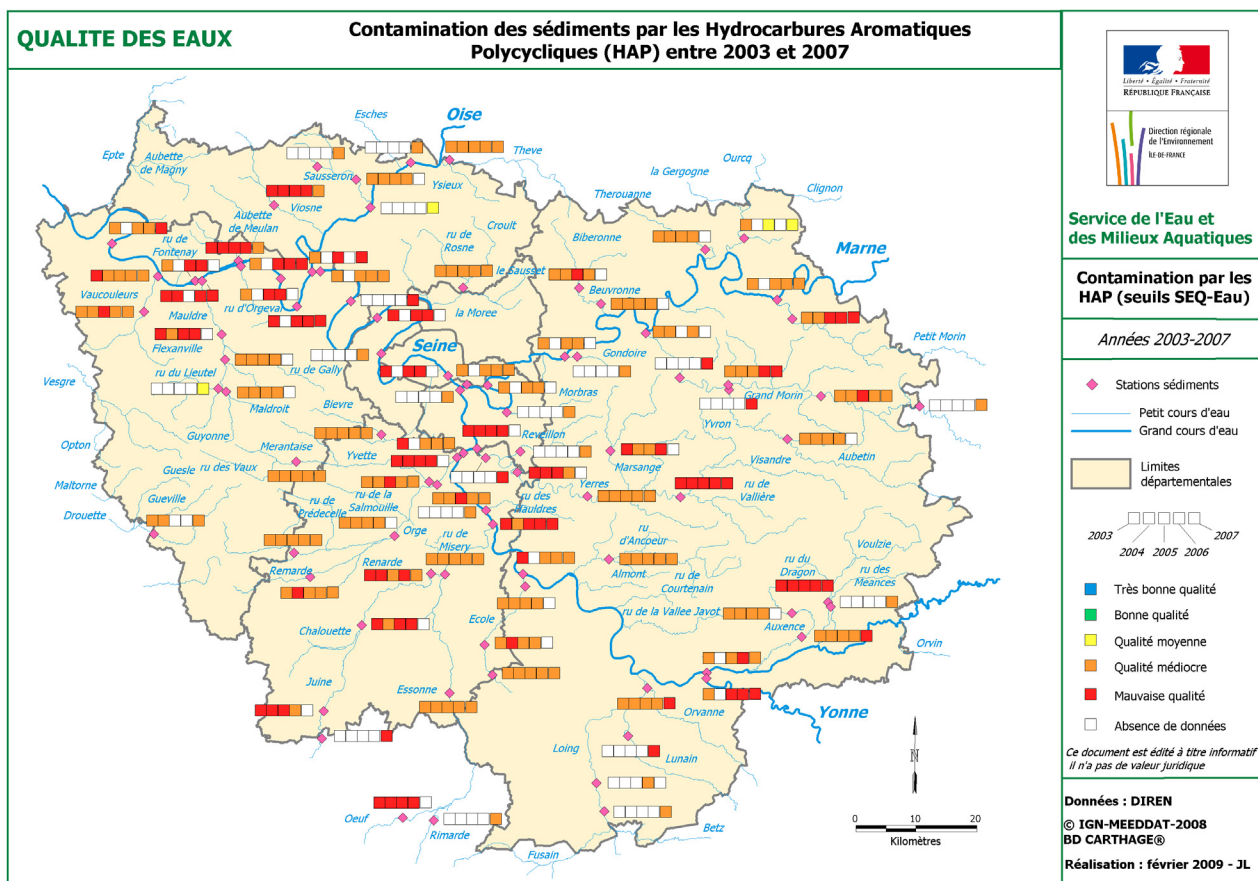 QUALITE DES EAUX
Contamination des sédiments par les Hydrocarbures Aromatiques
Polycycliques (HAP) entre 2003 et 2007
Liberté • Égalité • Fraternité
RÉPUBLIQUE FRANÇAISE
Direction régionale
de l'Environnement
ÎLE-DE-FRANCE
Service de l'Eau et
des Milieux Aquatiques
Contamination par les
HAP (seuils SEQ-Eau)
Années 2003-2007
Stations sédiments
Petit cours d'eau
Grand cours d'eau
Limites
départementales
2003
2004
2005
2006
2007
Très bonne qualité
Bonne qualité
Qualité moyenne
Qualité médiocre
Mauvaise qualité
Absence de données
Ce document est édité à titre informatif
il n'a pas de valeur juridique
Données : DIREN
© IGN-MEEDDAT-2008
BD CARTHAGE®
Réalisation : février 2009 - JL
Esches
Oise
Theve
Epte
Aubette
de Magny
Sausseron
Ysieux
Viosne
Aubette
de Meulan
ru de
Fontenay
Croult
ru de
Rosne
le Sausset
la Moree
Vaucouleurs
Mauldre
ru d'Orgeval
Flexanville
ru de Gally
ru du Lieutel
Maldroit
Seine
Bievre
Vesgre
Opton
Guyonne
Merantaise
Guesle
ru des Vaux
Maltorne
Gueville
Drouette
ru de
Prédecelle
ru de la
Salmouille
Yvette
Orge
ru de
Misery
Remarde
Renarde
Chalouette
Juine
Essonne
Ecole
Oeuf
Rimarde
Fusain
Betz
Loing
Lunain
Orvanne
Yonne
Orvin
Auxence
ru de la Vallee Javot
ru de
Courtenain
Almont
ru
d'Ancoeur
ru du
Dragon
ru des
Meances
Voulzie
ru de
Vallière
Visandre
Aubetin
Yerres
Marsange
ru des
Hauldres
Reveillon
Morbras
Gondoire
Yvron
Grand Morin
Petit Morin
Marne
Beuvronne
Biberonne
Therouanne
la Gergogne
Ourcq
Clignon
N
0
10
20
Kilomètres